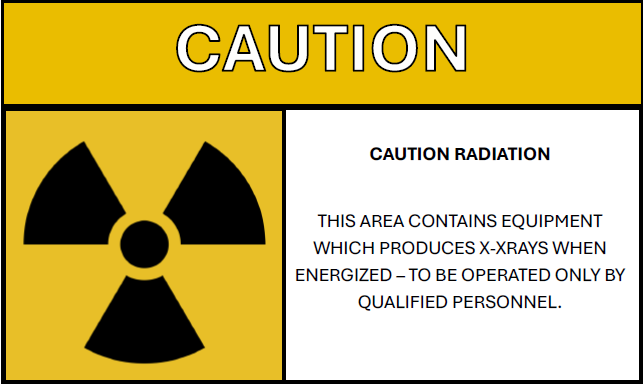 CAUTION
CAUTION RADIATION
THIS AREA CONTAINS EQUIPMENT
WHICH PRODUCES X-XRAYS WHEN
ENERGIZED – TO BE OPERATED ONLY BY
QUALIFIED PERSONNEL.